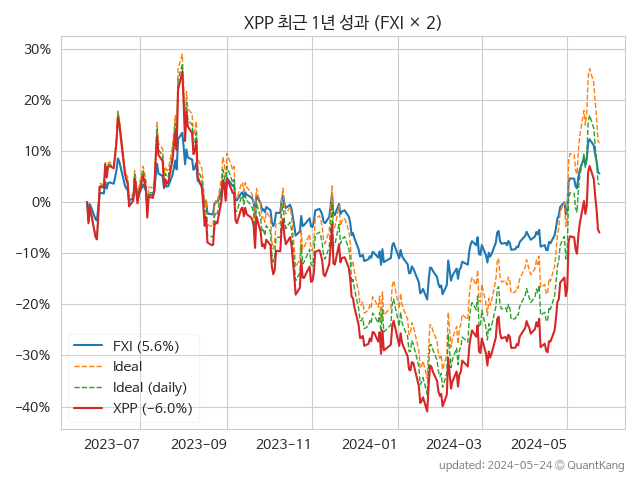 XPP 최근 1년 성과 (FXI × 2)
30%
20%
10%
0%
−10%
−20%
−30%
−40%
FXI (5.6%)
Ideal
Ideal (daily)
XPP (−6.0%)
2023-07 2023-09 2023-11 2024-01 2024-03 2024-05
updated: 2024-05-24 © QuantKang